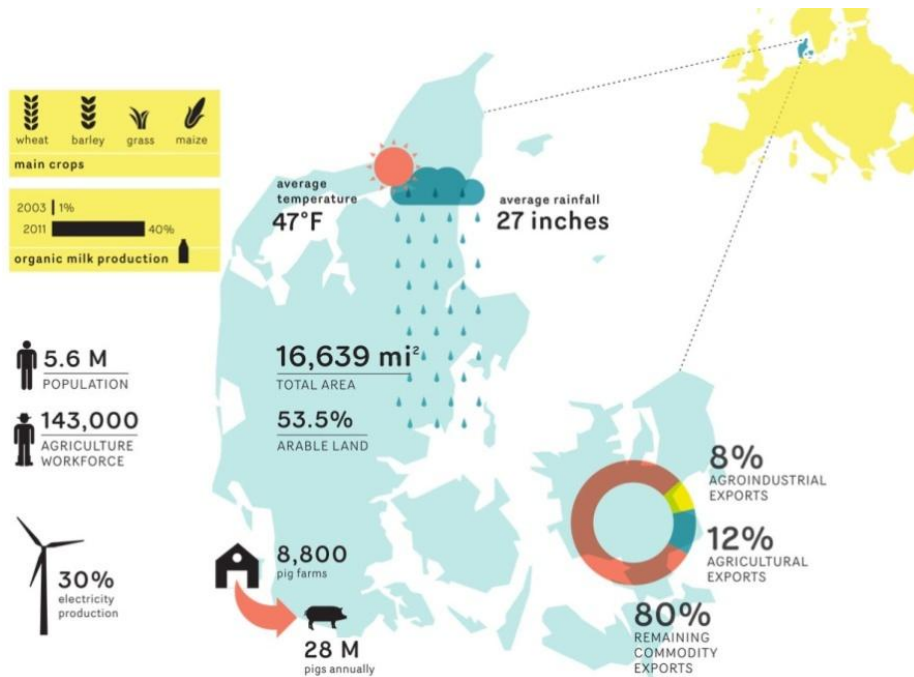 wheat barley grass maize
main crops
2003 1%
2011 40%
organic milk production
average
temperature
47°F
average rainfall
27 inches
5.6 M
POPULATION
143,000
AGRICULTURE
WORKFORCE
16,639 mi²
TOTAL AREA
53.5%
ARABLE LAND
30%
electricity
production
8,800
pig farms
28 M
pigs annually
8%
AGROINDUSTRIAL
EXPORTS
12%
AGRICULTURAL
EXPORTS
80%
REMAINING
COMMODITY
EXPORTS